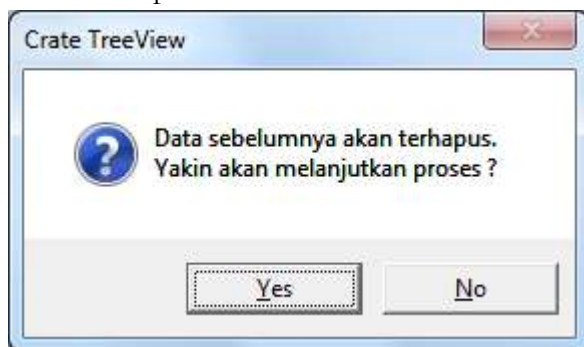 Crate TreeView
Data sebelumnya akan terhapus.
Yakin akan melanjutkan proses ?
Yes
No